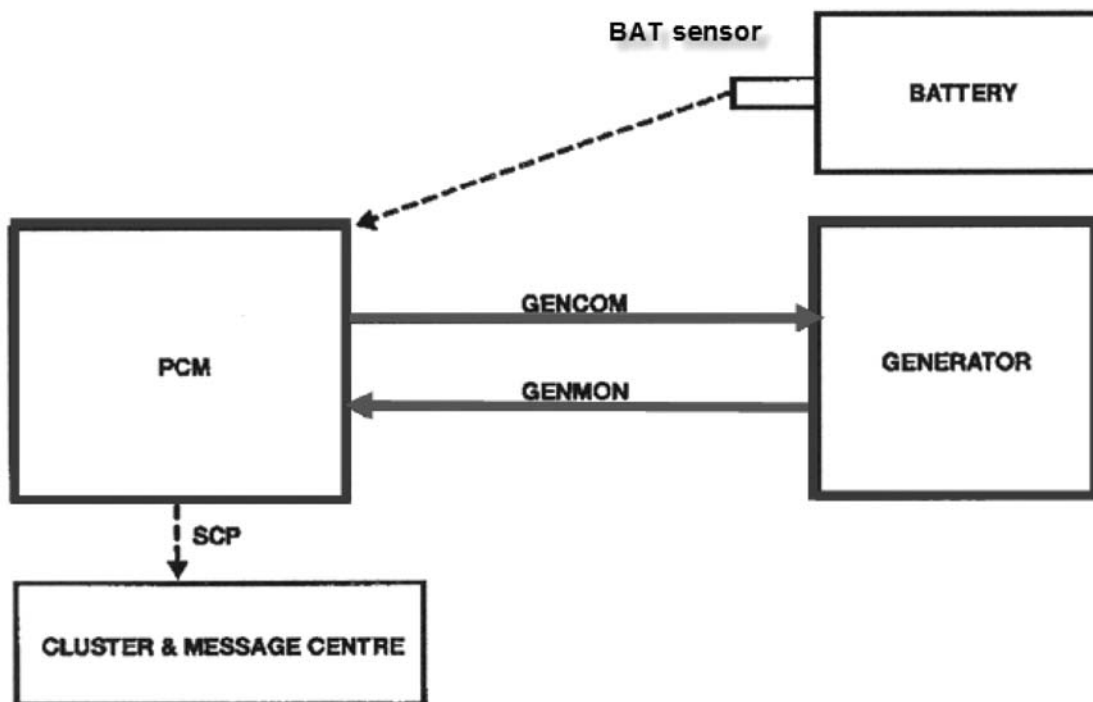 BAT sensor
BATTERY
GENCOM
PCM
GENERATOR
GENMON
SCP
CLUSTER & MESSAGE CENTRE